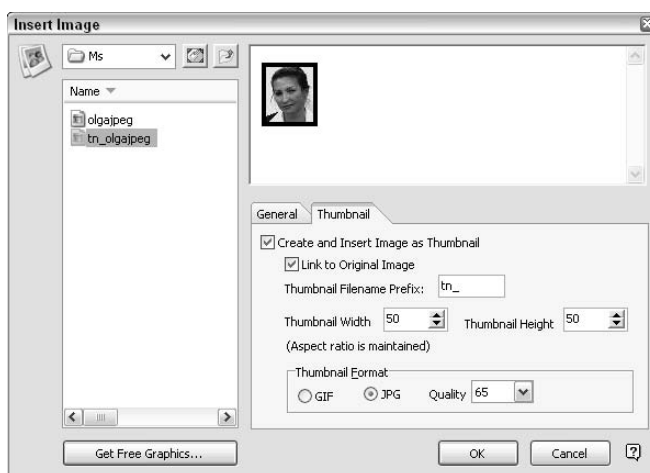 Insert Image
Ms
Name
olgajpeg
tn_olgajpeg
General Thumbnail
Create and Insert Image as Thumbnail
Link to Original Image
Thumbnail Filename Prefix: tn_
Thumbnail Width 50 Thumbnail Height 50
(Aspect ratio is maintained)
Thumbnail Format
GIF JPG Quality 65
Get Free Graphics... OK Cancel ?